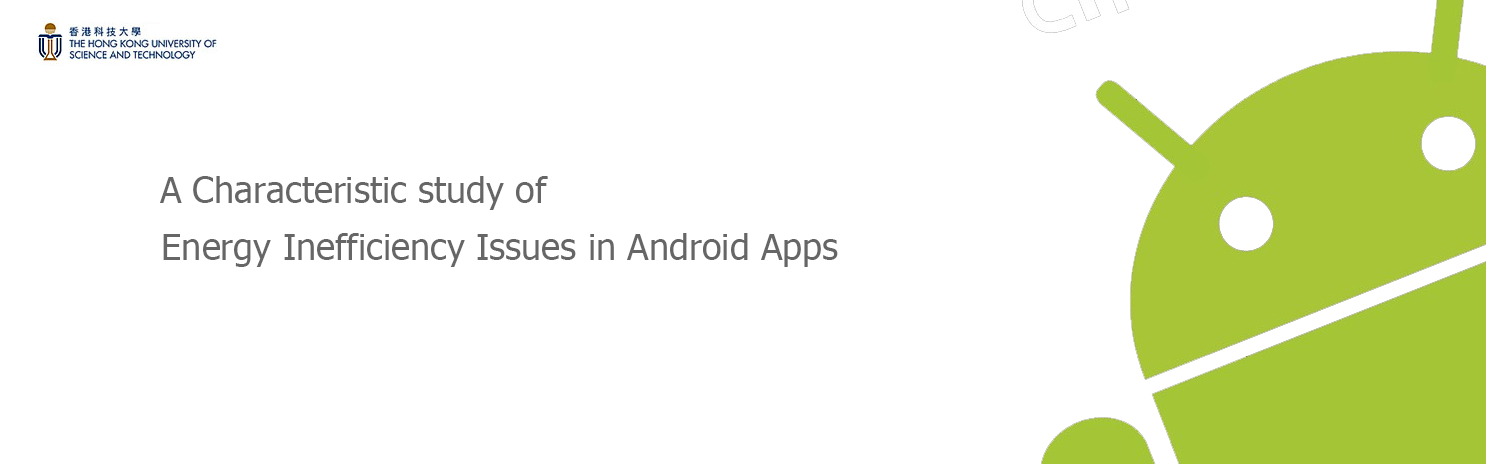 香港科技大學
THE HONG KONG UNIVERSITY OF
SCIENCE AND TECHNOLOGY
A Characteristic study of
Energy Inefficiency Issues in Android Apps